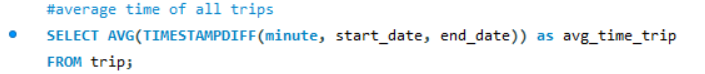 #average time of all trips
SELECT AVG(TIMESTAMPDIFF(minute, start_date, end_date)) as avg_time_trip
FROM trip;